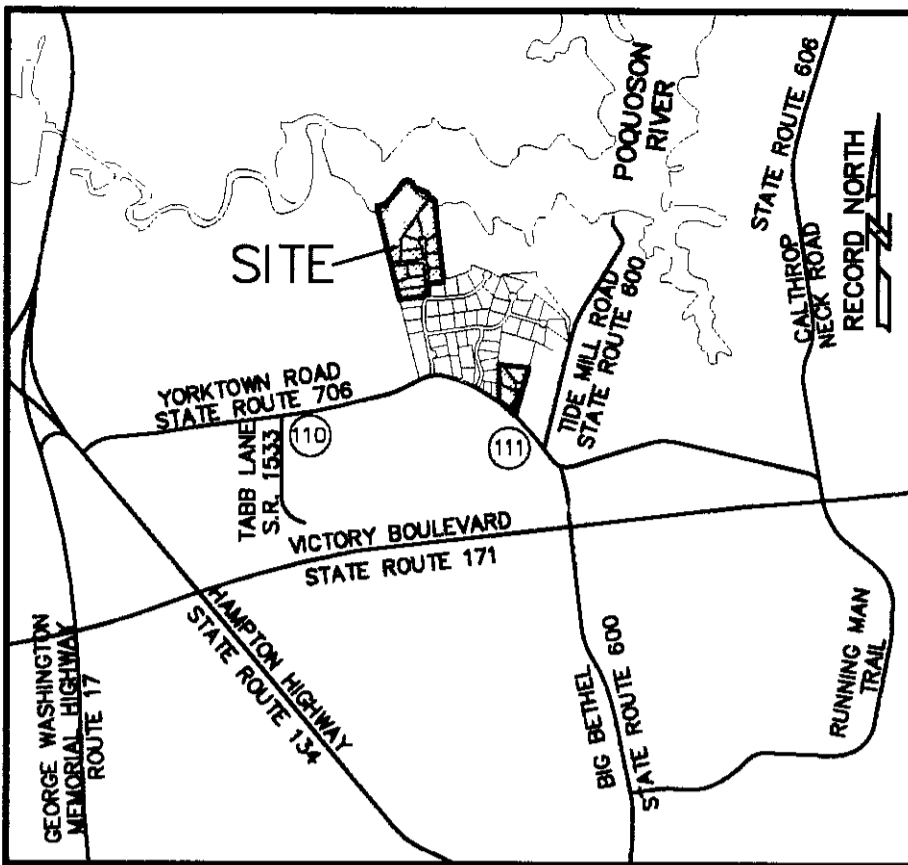 POQUOSON
RIVER
STATE ROUTE 606
CALTHROP
NECK ROAD
RECORD NORTH
SITE
TIDE MILL ROAD
STATE ROUTE 600
YORKTOWN ROAD
STATE ROUTE 706
110
111
TABB LANE
S.R. 1533
VICTORY BOULEVARD
STATE ROUTE 171
HAMPTON HIGHWAY
STATE ROUTE 134
GEORGE WASHINGTON
MEMORIAL HIGHWAY
ROUTE 17
BIG BETHEL
STATE ROUTE 600
RUNNING MAN
TRAIL